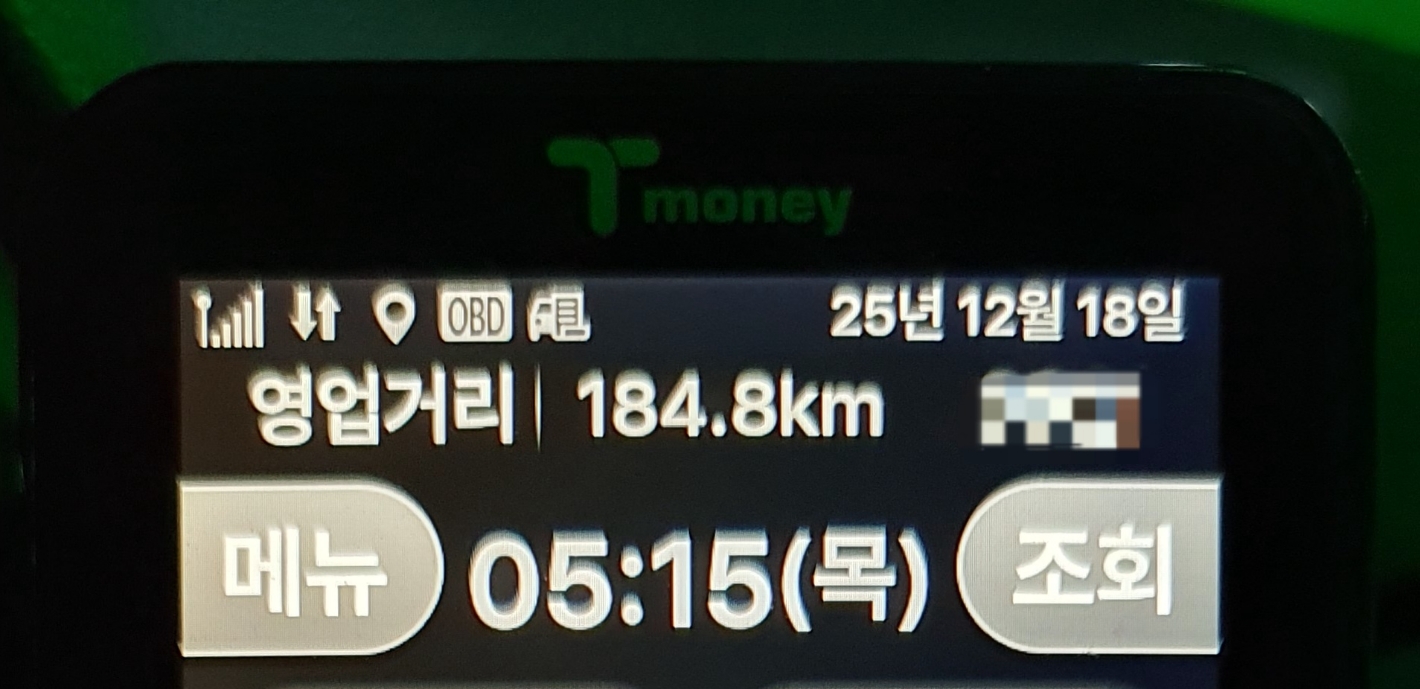 Tmoney
OBD 25년 12월 18일
영업거리 184.8km
메뉴 05:15(목) 조회